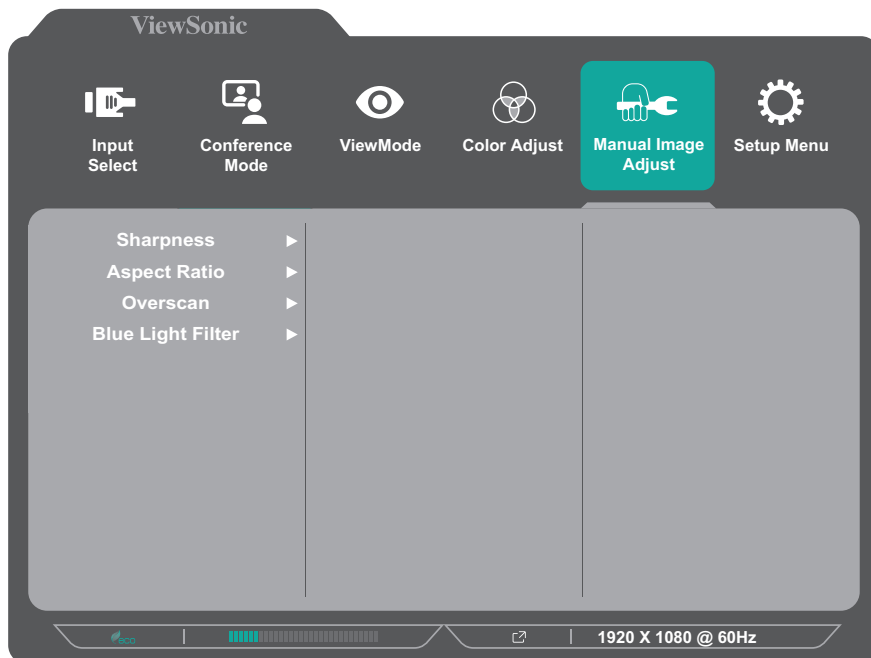 ViewSonic
Input
Select
Conference
Mode
ViewMode
Color Adjust
Manual Image
Adjust
Setup Menu
Sharpness
Aspect Ratio
Overscan
Blue Light Filter
eco
1920 X 1080 @ 60Hz